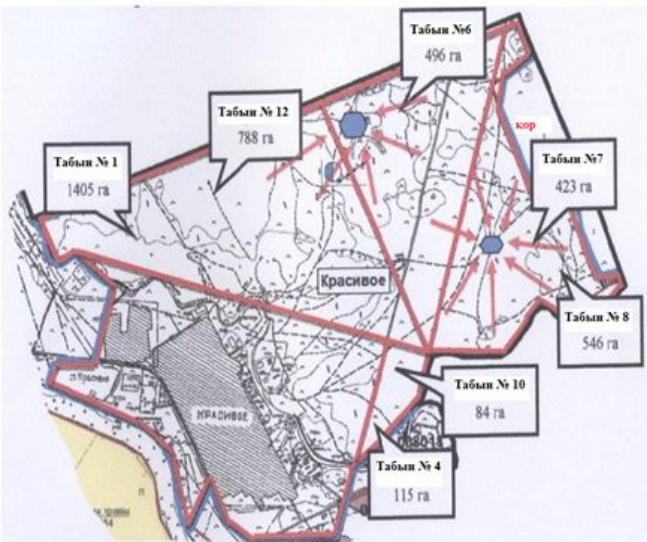 Табын №6
496 га
Табын № 12
788 га
қор
Табын № 1
1405 га
Табын №7
423 га
Красивое
Табын № 8
546 га
Табын № 10
84 га
КРАСИВОЕ
Табын № 4
115 га